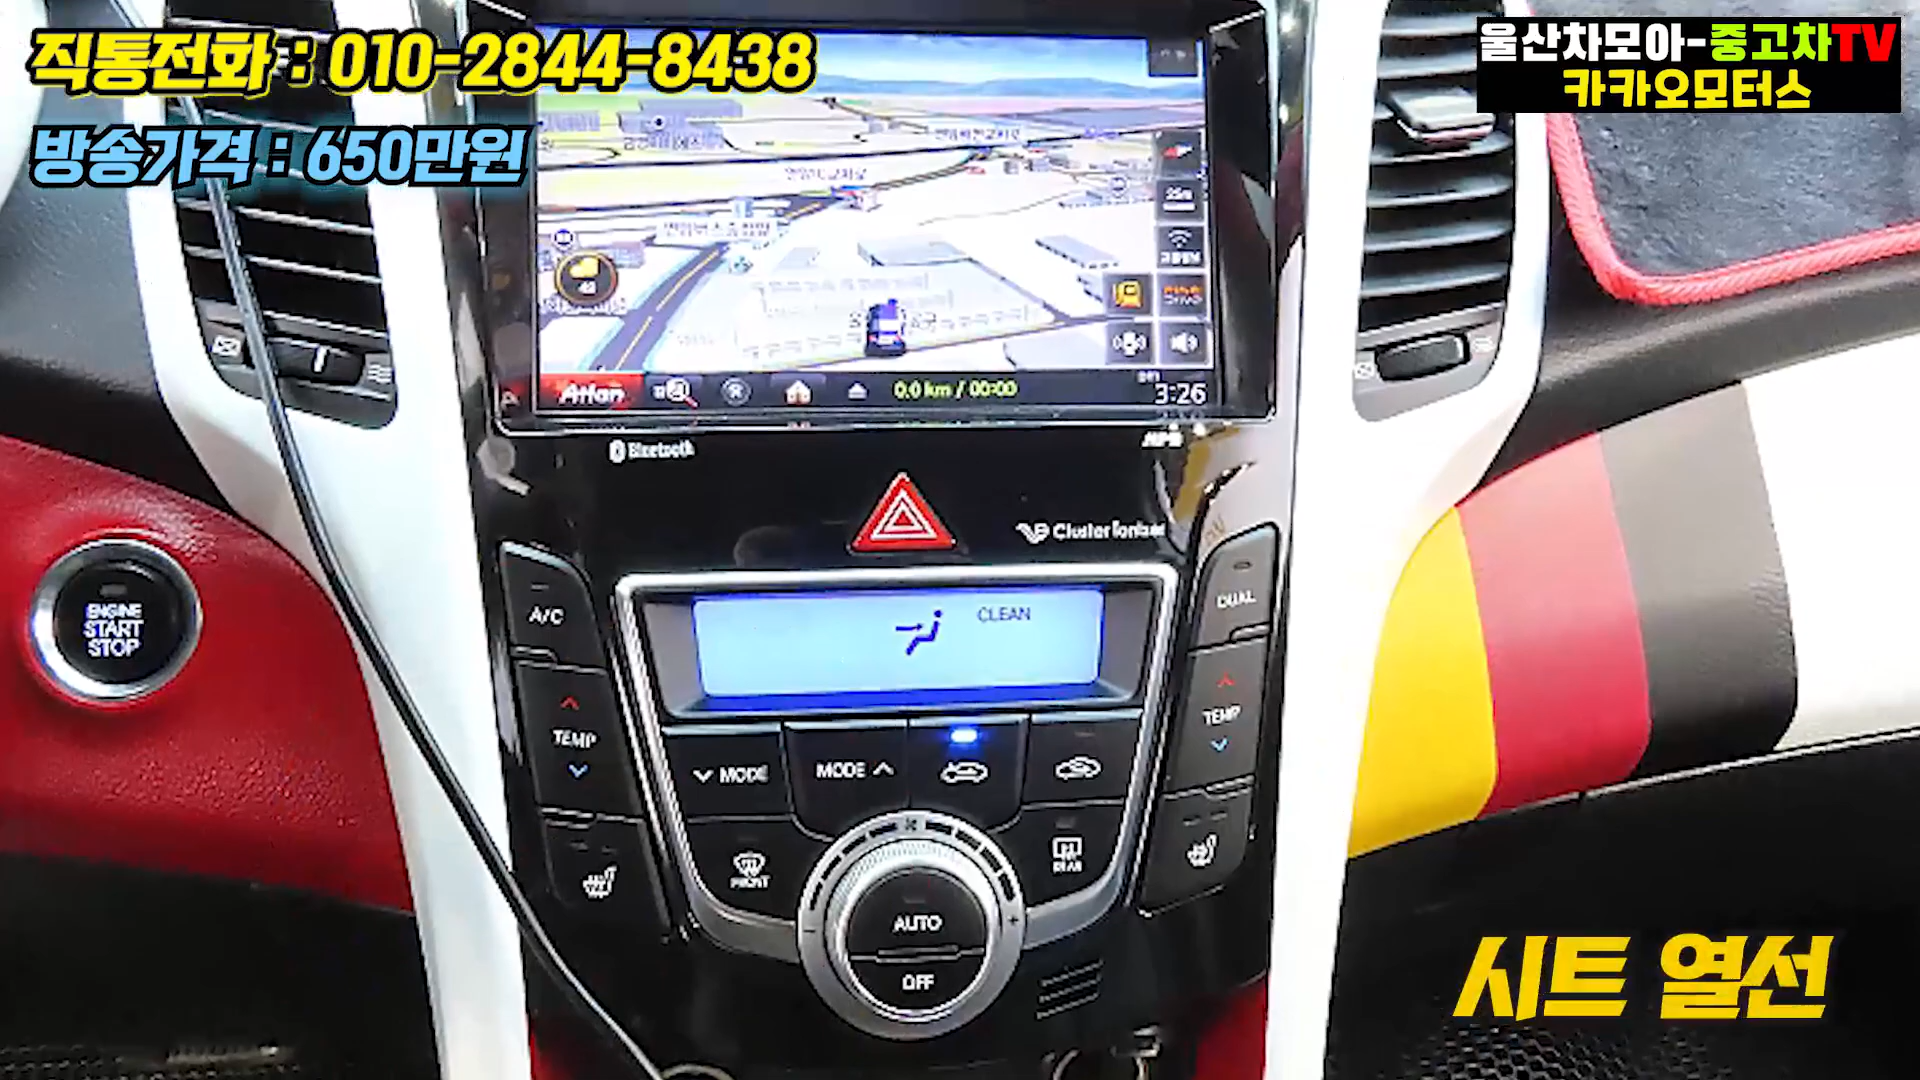 직통전화 : 010-2844-8438
울산차모아-중고차TV
카카오모터스
방송가격 : 650만원
Atlan
0.0 km / 00:00
3:26
Bluetooth
Cluster Ionizer
ENGINE
START
STOP
A/C
CLEAN
DUAL
TEMP
TEMP
MODE
MODE
FRONT
REAR
AUTO
OFF
시트 열선